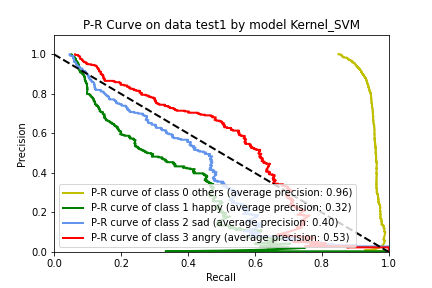 P-R Curve on data test1 by model Kernel_SVM
Precision
1.0
0.8
0.6
0.4
0.2
0.0
P-R curve of class 0 others (average precision: 0.96)
P-R curve of class 1 happy (average precision: 0.32)
P-R curve of class 2 sad (average precision: 0.40)
P-R curve of class 3 angry (average precision: 0.53)
0.0 0.2 0.4 0.6 0.8 1.0
Recall